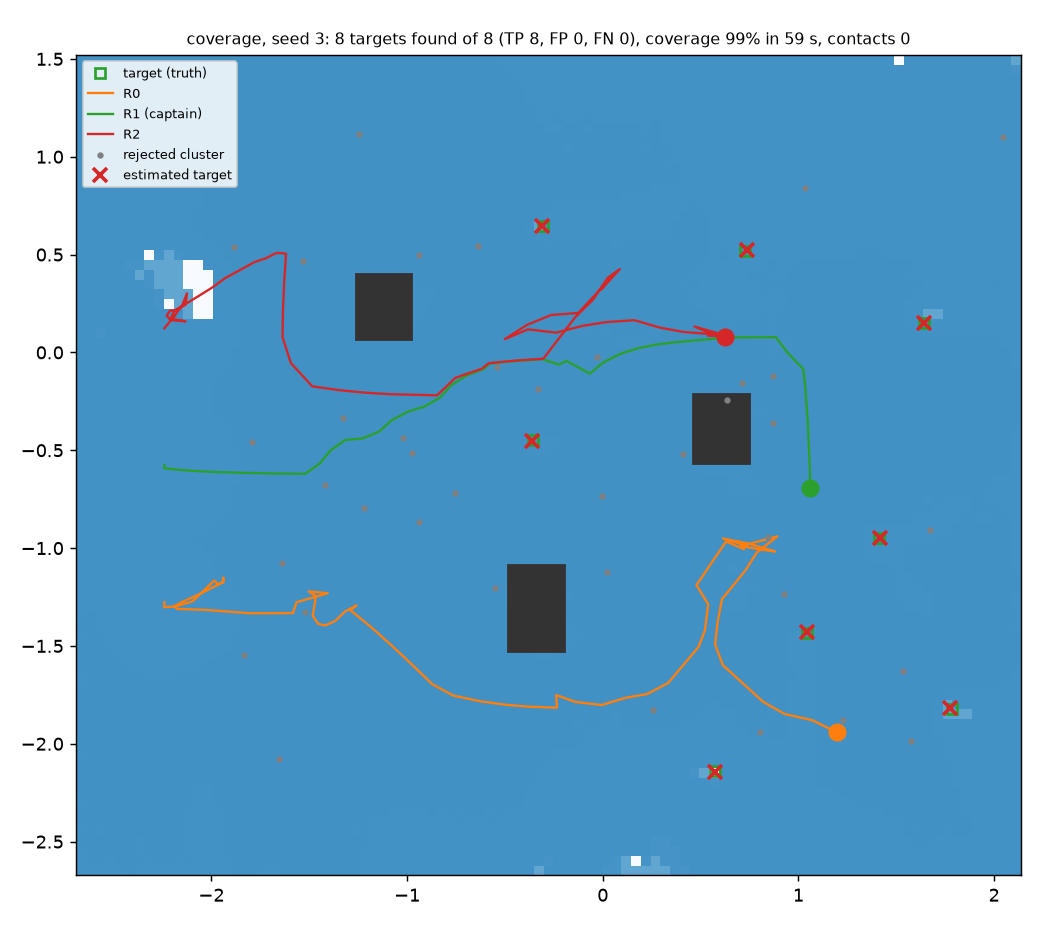 coverage, seed 3: 8 targets found of 8 (TP 8, FP 0, FN 0), coverage 99% in 59 s, contacts 0
target (truth)
R0
R1 (captain)
R2
rejected cluster
estimated target
1.5
1.0
0.5
0.0
−0.5
−1.0
−1.5
−2.0
−2.5
−2
−1
0
1
2